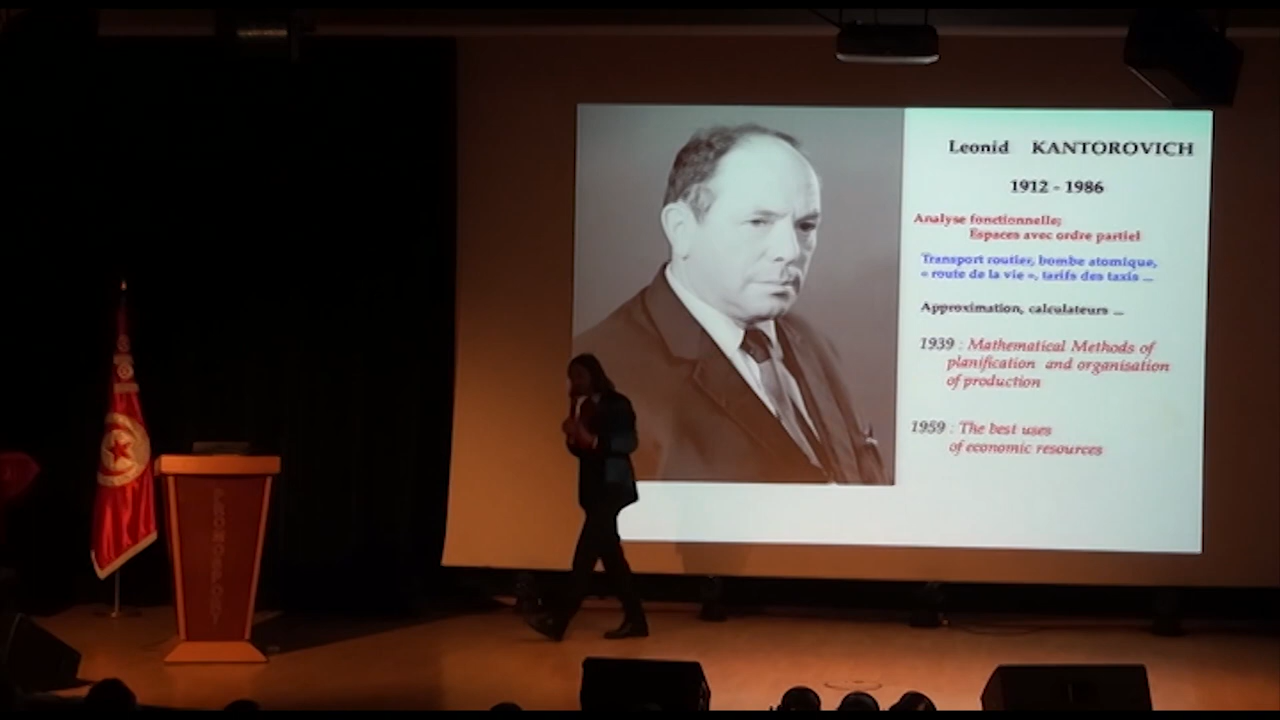 Leonid KANTOROVICH
1912 - 1986
Analyse fonctionnelle;
Espaces avec ordre partiel
Transport routier, bombe atomique,
« route de la vie », tarifs des taxis ...
Approximation, calculateurs ...
1939 : Mathematical Methods of
planification and organisation
of production
1959 : The best uses
of economic resources